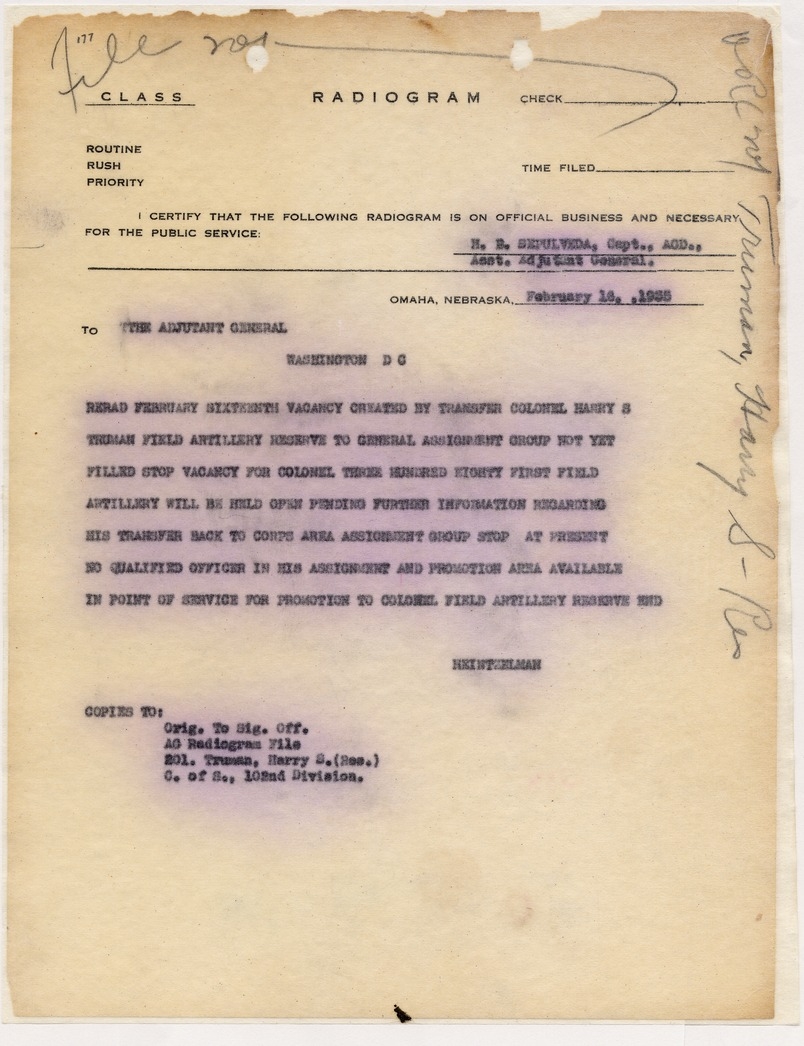 "177
File 201
CLASS RADIOGRAM CHECK
ROUTINE
RUSH
PRIORITY
TIME FILED
I CERTIFY THAT THE FOLLOWING RADIOGRAM IS ON OFFICIAL BUSINESS AND NECESSARY
FOR THE PUBLIC SERVICE:
H. B. SEPULVEDA, Capt., AGD.,
Asst. Adjutant General.
OMAHA, NEBRASKA, February 16, ,1935
TO THE ADJUTANT GENERAL
WASHINGTON D C
RERAD FEBRUARY SIXTEENTH VACANCY CREATED BY TRANSFER COLONEL HARRY S
TRUMAN FIELD ARTILLERY RESERVE TO GENERAL ASSIGNMENT GROUP NOT YET
FILLED STOP VACANCY FOR COLONEL THREE HUNDRED EIGHTY FIRST FIELD
ARTILLERY WILL BE HELD OPEN PENDING FURTHER INFORMATION REGARDING
HIS TRANSFER BACK TO CORPS AREA ASSIGNMENT GROUP STOP AT PRESENT
NO QUALIFIED OFFICER IN HIS ASSIGNMENT AND PROMOTION AREA AVAILABLE
IN POINT OF SERVICE FOR PROMOTION TO COLONEL FIELD ARTILLERY RESERVE END
HEINTZELMAN
COPIES TO:
Orig. To Sig. Off.
AG Radiogram File
201. Truman, Harry S.(Res.)
C. of S., 102nd Division.
Truman, Harry S - Res